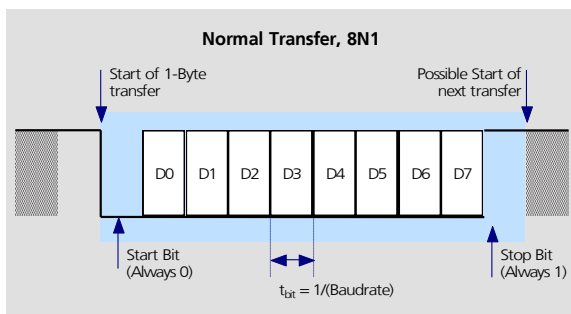 Normal Transfer, 8N1
Start of 1-Byte
transfer
Possible Start of
next transfer
D0 D1 D2 D3 D4 D5 D6 D7
Start Bit
(Always 0)
t_bit = 1/(Baudrate)
Stop Bit
(Always 1)